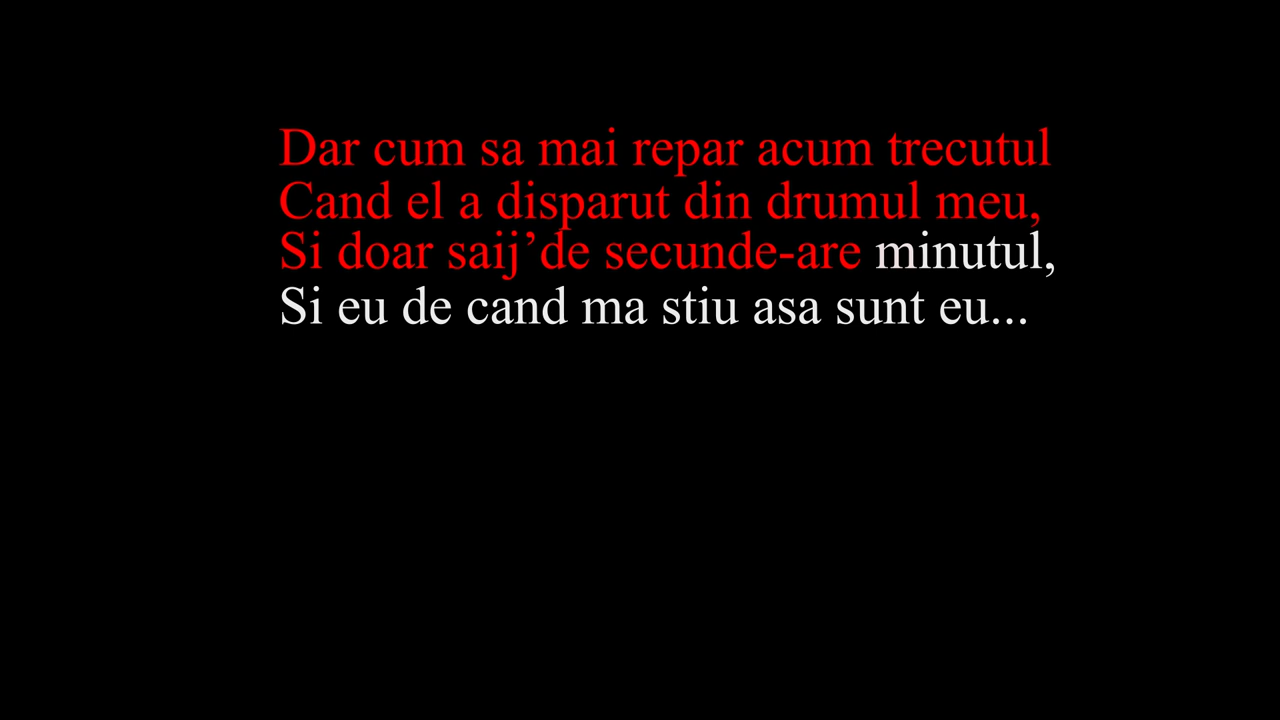 Dar cum sa mai repar acum trecutul
Cand el a disparut din drumul meu,
Si doar saij’de secunde-are minutul,
Si eu de cand ma stiu asa sunt eu...